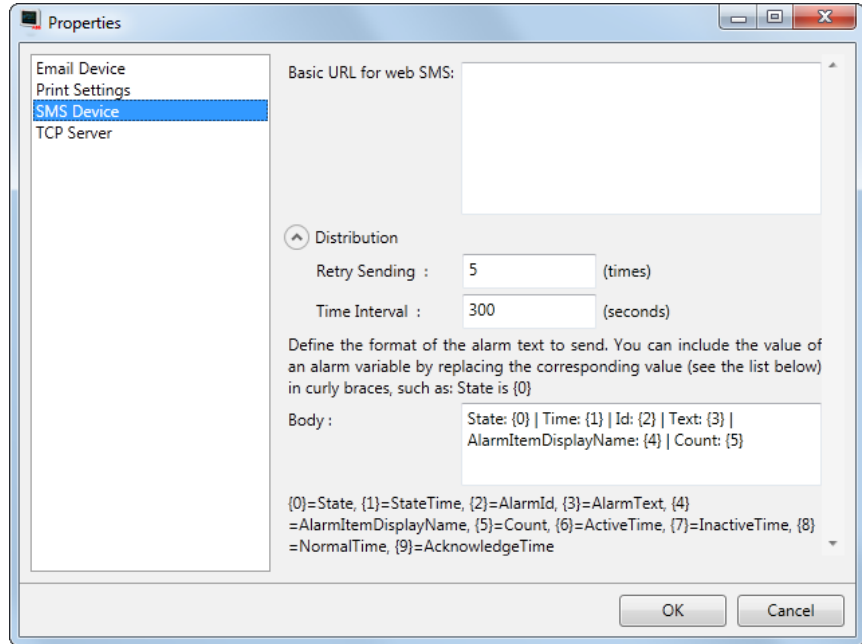 Properties
Email Device
Print Settings
SMS Device
TCP Server
Basic URL for web SMS:
Distribution
Retry Sending : 5 (times)
Time Interval : 300 (seconds)
Define the format of the alarm text to send. You can include the value of
an alarm variable by replacing the corresponding value (see the list below)
in curly braces, such as: State is {0}
Body : State: {0} | Time: {1} | Id: {2} | Text: {3} |
AlarmItemDisplayName: {4} | Count: {5}
{0}=State, {1}=StateTime, {2}=AlarmId, {3}=AlarmText, {4}
=AlarmItemDisplayName, {5}=Count, {6}=ActiveTime, {7}=InactiveTime, {8}
=NormalTime, {9}=AcknowledgeTime
OK Cancel